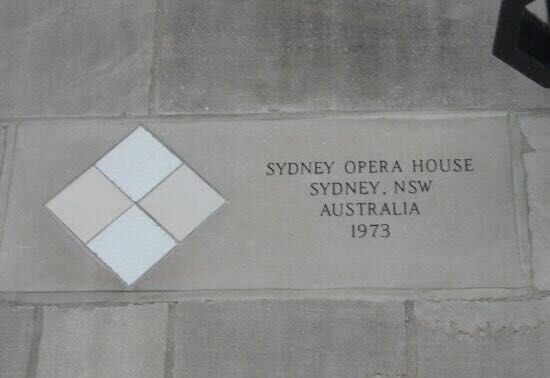 SYDNEY OPERA HOUSE
SYDNEY, NSW
AUSTRALIA
1973